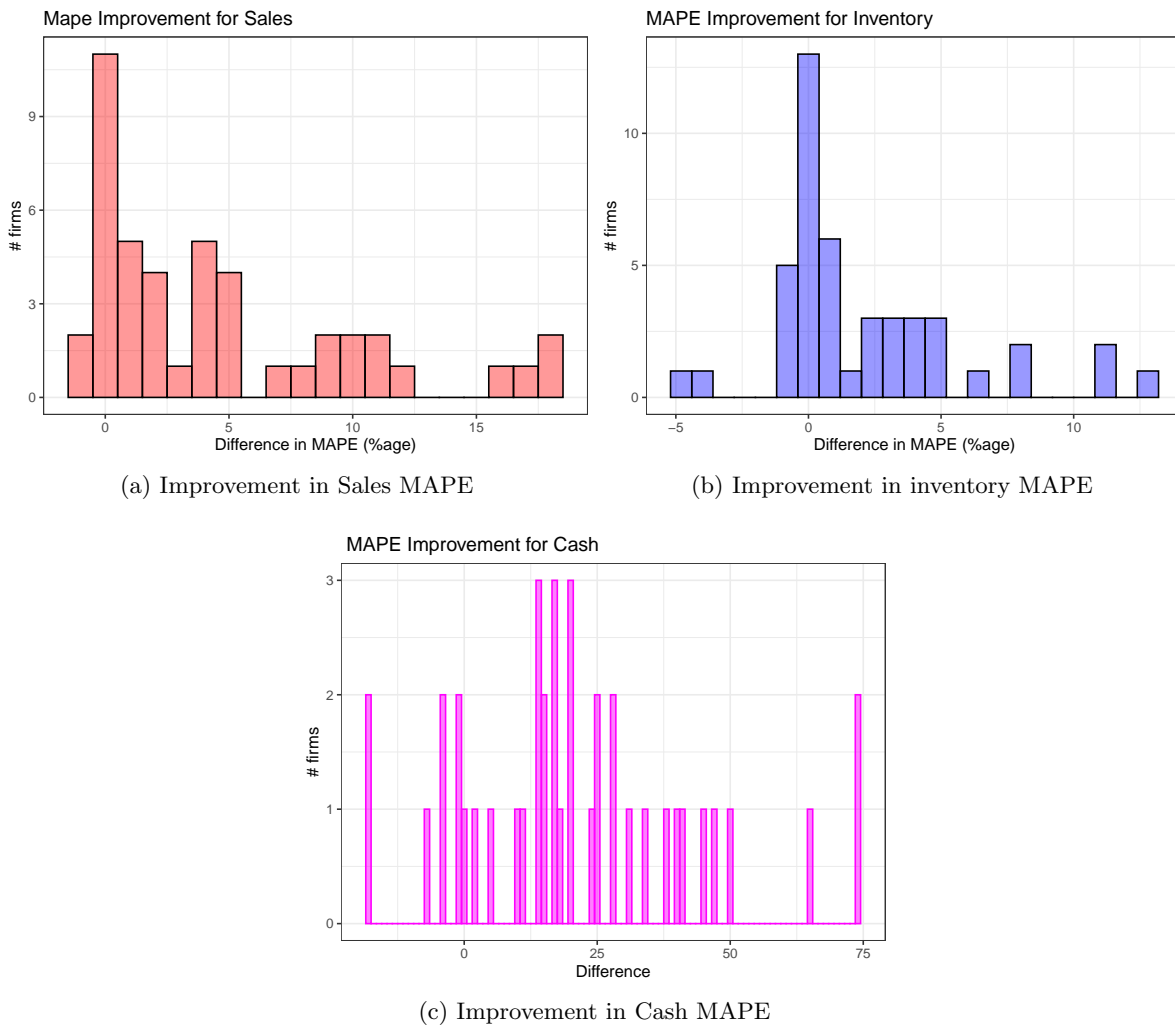 Mape Improvement for Sales
# firms
9
6
3
0
0
5
10
15
Difference in MAPE (%age)
(a) Improvement in Sales MAPE
MAPE Improvement for Inventory
# firms
10
5
0
−5
0
5
10
Difference in MAPE (%age)
(b) Improvement in inventory MAPE
MAPE Improvement for Cash
# firms
3
2
1
0
0
25
50
75
Difference
(c) Improvement in Cash MAPE